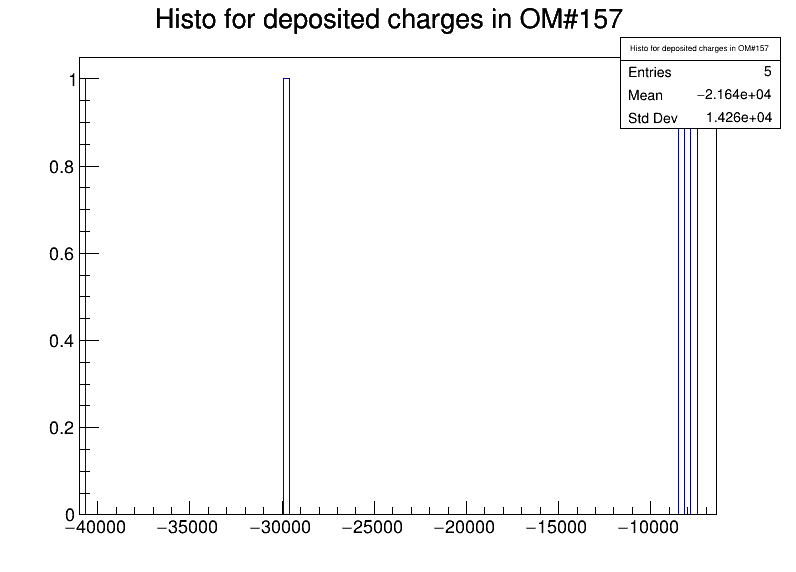 Histo for deposited charges in OM#157
Histo for deposited charges in OM#157
Entries 5
Mean −2.164e+04
Std Dev 1.426e+04
1
0.8
0.6
0.4
0.2
0
−40000 −35000 −30000 −25000 −20000 −15000 −10000